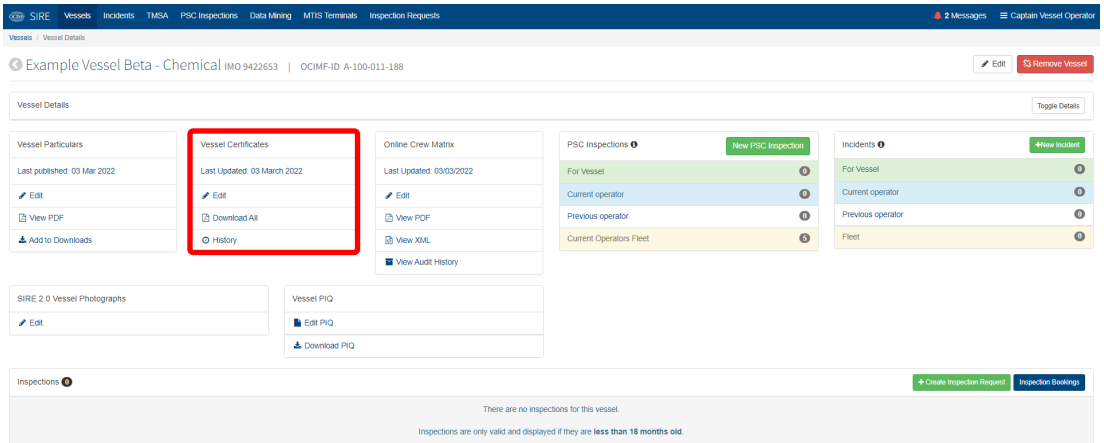 OCIMF SIRE Vessels Incidents TMSA PSC Inspections Data Mining MTIS Terminals Inspection Requests 2 Messages Captain Vessel Operator
Vessels / Vessel Details
Example Vessel Beta - Chemical IMO 9422653 | OCIMF-ID A-100-011-188 Edit Remove Vessel
Vessel Details Toggle Details
Vessel Particulars
Last published: 03 Mar 2022
Edit
View PDF
Add to Downloads
Vessel Certificates
Last Updated: 03 March 2022
Edit
Download All
History
Online Crew Matrix
Last Updated: 03/03/2022
Edit
View PDF
View XML
View Audit History
PSC Inspections New PSC Inspection
For Vessel 0
Current operator 0
Previous operator 0
Current Operators Fleet 5
Incidents +New Incident
For Vessel 0
Current operator 0
Previous operator 0
Fleet 0
SIRE 2.0 Vessel Photographs
Edit
Vessel PIQ
Edit PIQ
Download PIQ
Inspections 0 + Create Inspection Request Inspection Bookings
There are no inspections for this vessel.
Inspections are only valid and displayed if they are less than 18 months old.